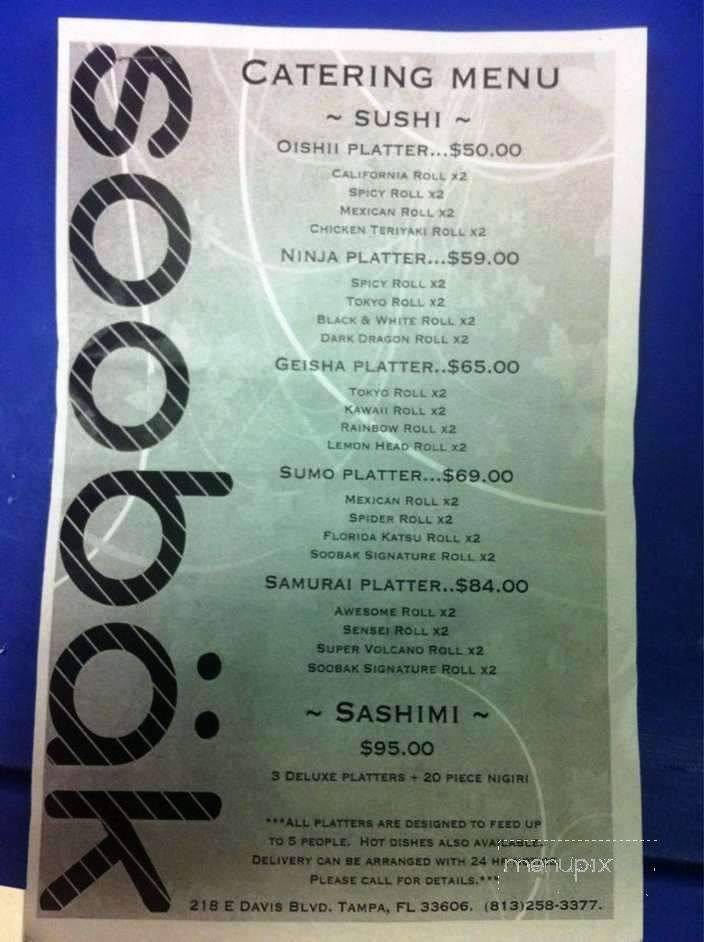 soobäk
CATERING MENU
~ SUSHI ~
OISHII PLATTER...$50.00
CALIFORNIA ROLL X2
SPICY ROLL X2
MEXICAN ROLL X2
CHICKEN TERIYAKI ROLL X2
NINJA PLATTER...$59.00
SPICY ROLL X2
TOKYO ROLL X2
BLACK & WHITE ROLL X2
DARK DRAGON ROLL X2
GEISHA PLATTER..$65.00
TOKYO ROLL X2
KAWAII ROLL X2
RAINBOW ROLL X2
LEMON HEAD ROLL X2
SUMO PLATTER...$69.00
MEXICAN ROLL X2
SPIDER ROLL X2
FLORIDA KATSU ROLL X2
SOOBAK SIGNATURE ROLL X2
SAMURAI PLATTER..$84.00
AWESOME ROLL X2
SENSEI ROLL X2
SUPER VOLCANO ROLL X2
SOOBAK SIGNATURE ROLL X2
~ SASHIMI ~
$95.00
3 DELUXE PLATTERS + 20 PIECE NIGIRI
***ALL PLATTERS ARE DESIGNED TO FEED UP
TO 5 PEOPLE. HOT DISHES ALSO AVAILABLE.
DELIVERY CAN BE ARRANGED WITH 24 HR
menupix
PLEASE CALL FOR DETAILS.***
218 E DAVIS BLVD. TAMPA, FL 33606. (813)258-3377.